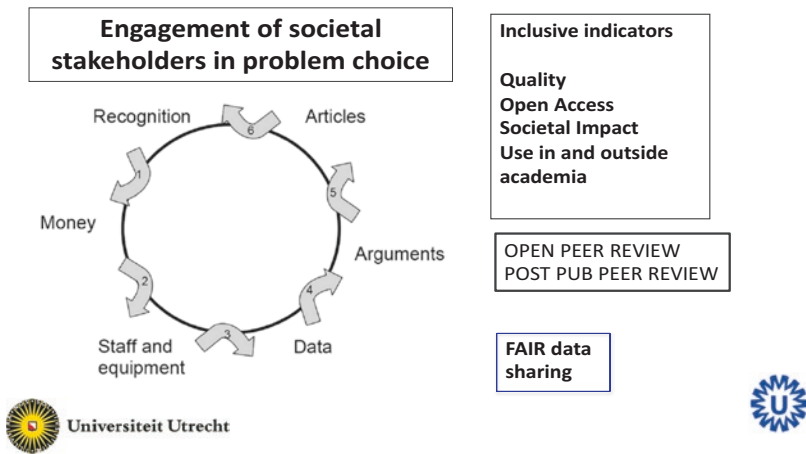 Engagement of societal
stakeholders in problem choice
Recognition
Articles
6
1
5
Money
Arguments
2
4
3
Staff and
equipment
Data
Inclusive indicators
Quality
Open Access
Societal Impact
Use in and outside
academia
OPEN PEER REVIEW
POST PUB PEER REVIEW
FAIR data
sharing
Universiteit Utrecht
U